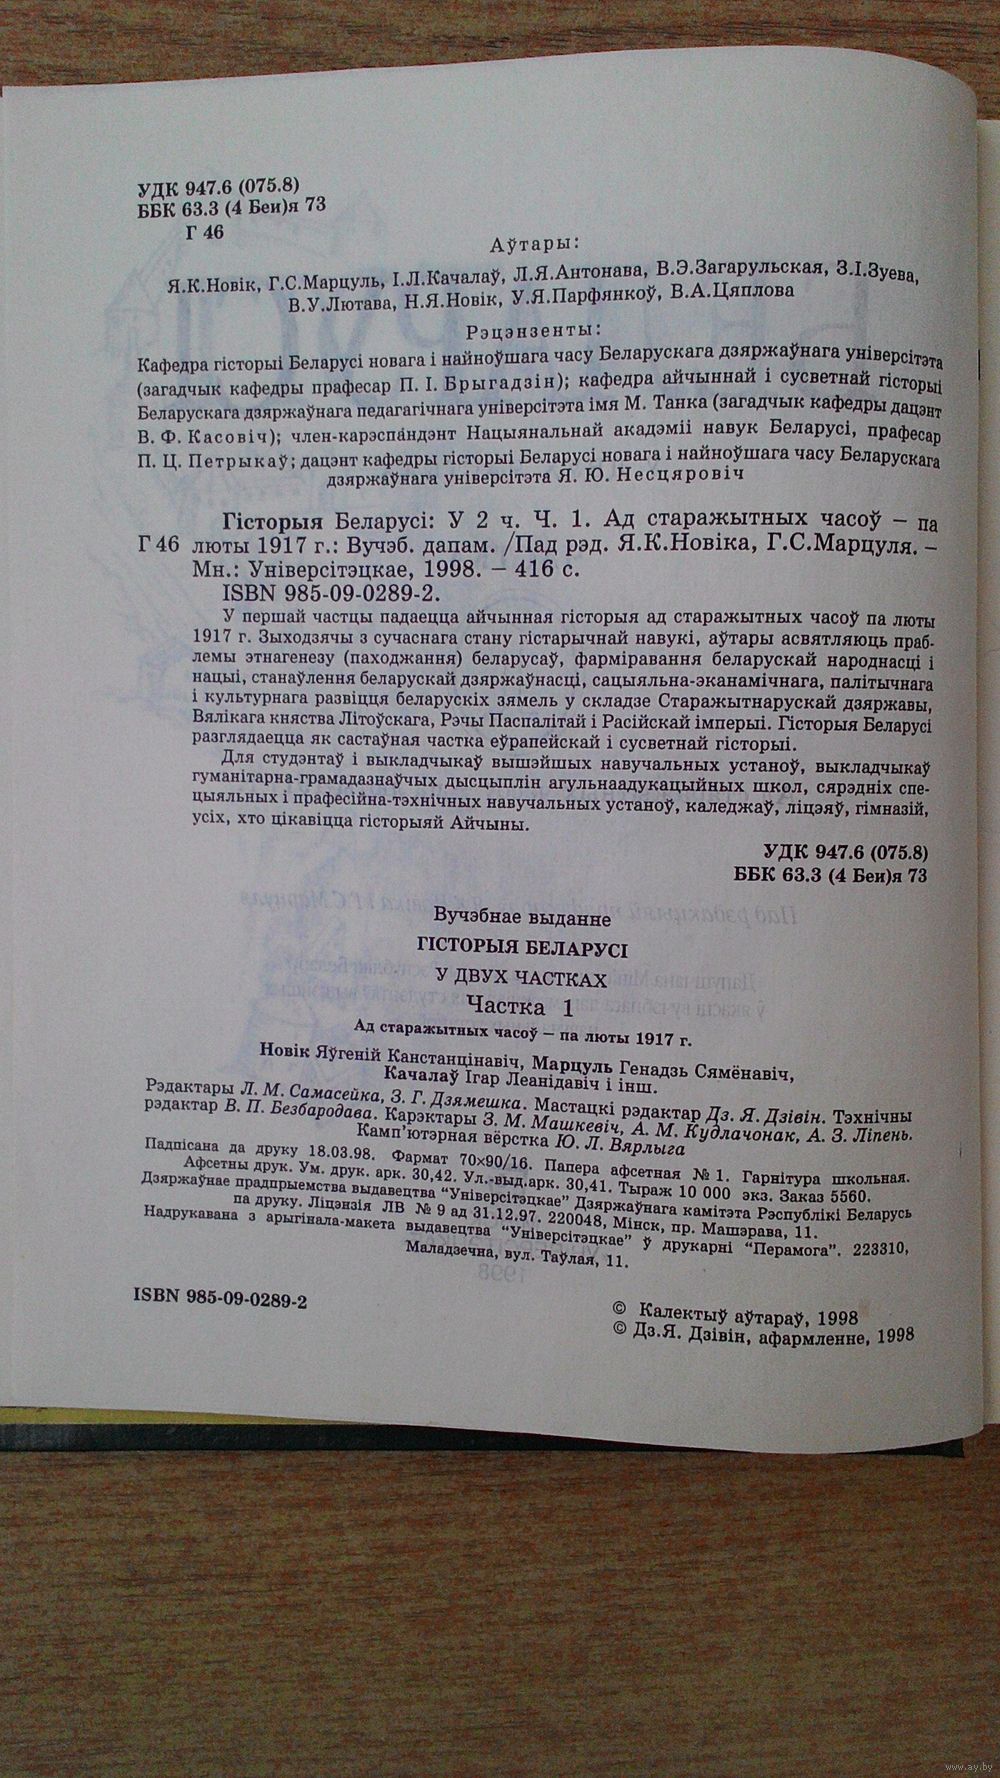 УДК 947.6 (075.8)
ББК 63.3 (4 Беи)я 73
Г 46
Аўтары:
Я.К.Новік, Г.С.Марцуль, І.Л.Качалаў, Л.Я.Антонава, В.Э.Загарульская, З.І.Зуева,
В.У.Лютава, Н.Я.Новік, У.Я.Парфянкоў, В.А.Цяплова
Рэцэнзенты:
Кафедра гісторыі Беларусі новага і найноўшага часу Беларускага дзяржаўнага універсітэта
(загадчык кафедры прафесар П. І. Брыгадзін); кафедра айчыннай і сусветнай гісторыі
Беларускага дзяржаўнага педагагічнага універсітэта імя М. Танка (загадчык кафедры дацэнт
В. Ф. Касовіч); член-карэспандэнт Нацыянальнай акадэміі навук Беларусі, прафесар
П. Ц. Петрыкаў; дацэнт кафедры гісторыі Беларусі новага і найноўшага часу Беларускага
дзяржаўнага універсітэта Я. Ю. Несцяровіч
Гісторыя Беларусі: У 2 ч. Ч. 1. Ад старажытных часоў – па
Г 46 люты 1917 г.: Вучэб. дапам. /Пад рэд. Я.К.Новіка, Г.С.Марцуля. –
Мн.: Універсітэцкае, 1998. – 416 с.
ISBN 985-09-0289-2.
У першай частцы падаецца айчынная гісторыя ад старажытных часоў па люты
1917 г. Зыходзячы з сучаснага стану гістарычнай навукі, аўтары асвятляюць праб-
лемы этнагенезу (паходжання) беларусаў, фарміравання беларускай народнасці і
нацыі, станаўлення беларускай дзяржаўнасці, сацыяльна-эканамічнага, палітычнага
і культурнага развіцця беларускіх зямель у складзе Старажытнарускай дзяржавы,
Вялікага княства Літоўскага, Рэчы Паспалітай і Расійскай імперыі. Гісторыя Беларусі
разглядаецца як састаўная частка еўрапейскай і сусветнай гісторыі.
Для студэнтаў і выкладчыкаў вышэйшых навучальных устаноў, выкладчыкаў
гуманітарна-грамадазнаўчых дысцыплін агульнаадукацыйных школ, сярэдніх спе-
цыяльных і прафесійна-тэхнічных навучальных устаноў, каледжаў, ліцэяў, гімназій,
усіх, хто цікавіцца гісторыяй Айчыны.
УДК 947.6 (075.8)
ББК 63.3 (4 Беи)я 73
Вучэбнае выданне
ГІСТОРЫЯ БЕЛАРУСІ
У ДВУХ ЧАСТКАХ
Частка 1
Ад старажытных часоў – па люты 1917 г.
Новік Яўгеній Канстанцінавіч, Марцуль Генадзь Сямёнавіч,
Качалаў Ігар Леанідавіч і інш.
Рэдактары Л. М. Самасейка, З. Г. Дзямешка. Мастацкі рэдактар Дз. Я. Дзівін. Тэхнічны
рэдактар В. П. Безбародава. Карэктары З. М. Машкевіч, А. М. Кудлачонак, А. З. Ліпень.
Камп'ютэрная вёрстка Ю. Л. Вярлыга
Падпісана да друку 18.03.98. Фармат 70×90/16. Папера афсетная № 1. Гарнітура школьная.
Афсетны друк. Ум. друк. арк. 30,42. Ул.-выд.арк. 30,41. Тыраж 10 000 экз. Заказ 5560.
Дзяржаўнае прадпрыемства выдавецтва “Універсітэцкае” Дзяржаўнага камітэта Рэспублікі Беларусь
па друку. Ліцэнзія ЛВ № 9 ад 31.12.97. 220048, Мінск, пр. Машэрава, 11.
Надрукавана з арыгінала-макета выдавецтва “Універсітэцкае” ў друкарні “Перамога”. 223310,
Маладзечна, вул. Таўлая, 11.
ISBN 985-09-0289-2
© Калектыў аўтараў, 1998
© Дз.Я. Дзівін, афармленне, 1998
www.ay.by